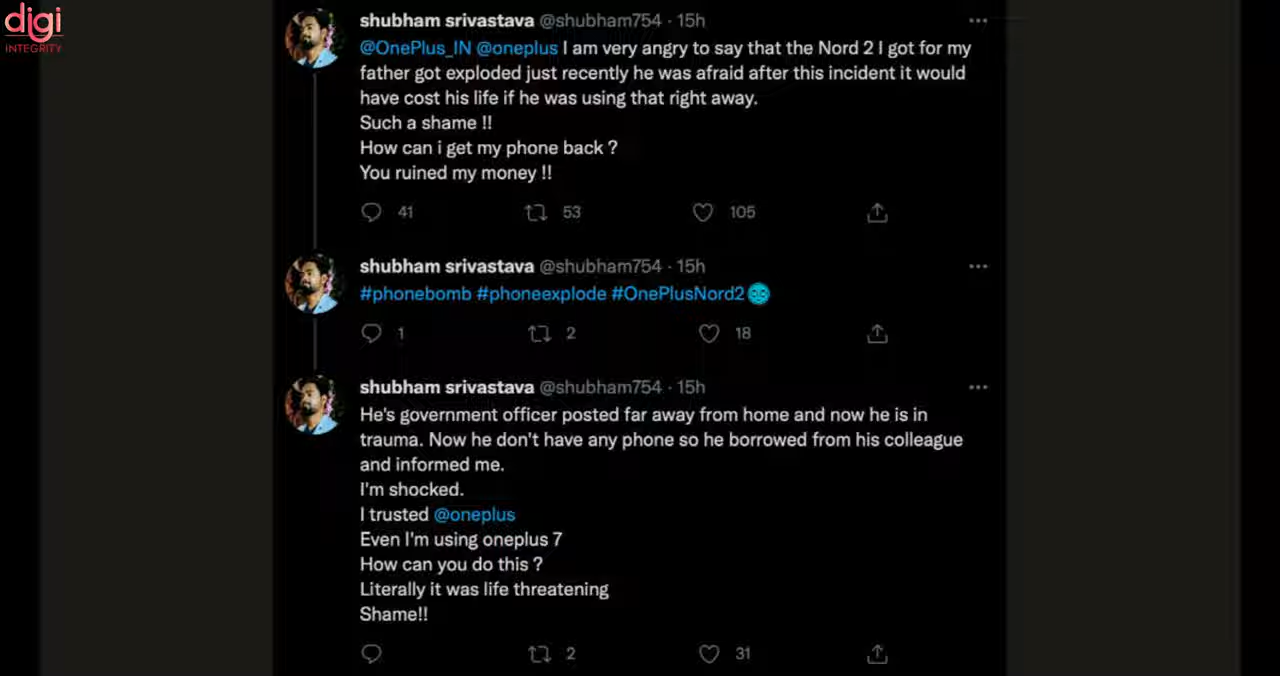 digi
INTEGRITY
shubham srivastava @shubham754 · 15h
@OnePlus_IN @oneplus I am very angry to say that the Nord 2 I got for my
father got exploded just recently he was afraid after this incident it would
have cost his life if he was using that right away.
Such a shame !!
How can i get my phone back ?
You ruined my money !!
41 53 105
shubham srivastava @shubham754 · 15h
#phonebomb #phoneexplode #OnePlusNord2
1 2 18
shubham srivastava @shubham754 · 15h
He's government officer posted far away from home and now he is in
trauma. Now he don't have any phone so he borrowed from his colleague
and informed me.
I'm shocked.
I trusted @oneplus
Even I'm using oneplus 7
How can you do this ?
Literally it was life threatening
Shame!!
2 31